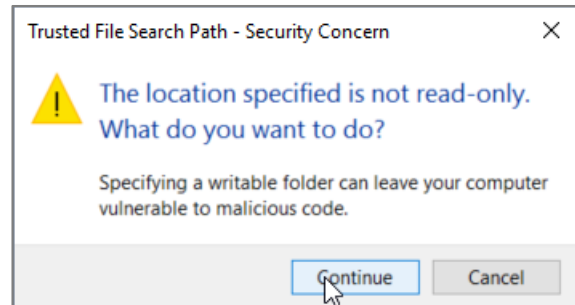 Trusted File Search Path - Security Concern
The location specified is not read-only.
What do you want to do?
Specifying a writable folder can leave your computer
vulnerable to malicious code.
Continue
Cancel